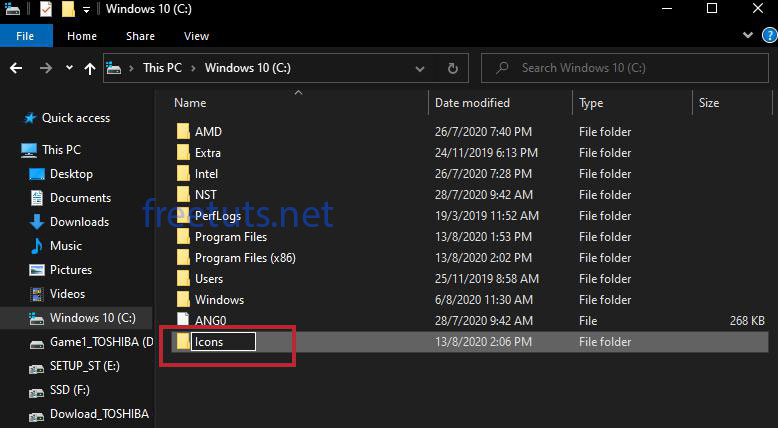 Windows 10 (C:)
File Home Share View
This PC > Windows 10 (C:) Search Windows 10 (C:)
Name Date modified Type Size
Quick access
This PC
Desktop
Documents
Downloads
Music
Pictures
Videos
Windows 10 (C:)
Game1_TOSHIBA (D
SETUP_ST (E:)
SSD (F:)
Dowload_TOSHIBA
AMD 26/7/2020 7:40 PM File folder
Extra 24/11/2019 6:13 PM File folder
Intel 26/7/2020 7:28 PM File folder
NST 28/7/2020 9:42 AM File folder
PerfLogs 19/3/2019 11:52 AM File folder
Program Files 13/8/2020 1:53 PM File folder
Program Files (x86) 13/8/2020 2:02 PM File folder
Users 25/11/2019 8:58 AM File folder
Windows 6/8/2020 11:30 AM File folder
ANG0 28/7/2020 9:42 AM File 268 KB
Icons 13/8/2020 2:06 PM File folder
freetuts.net